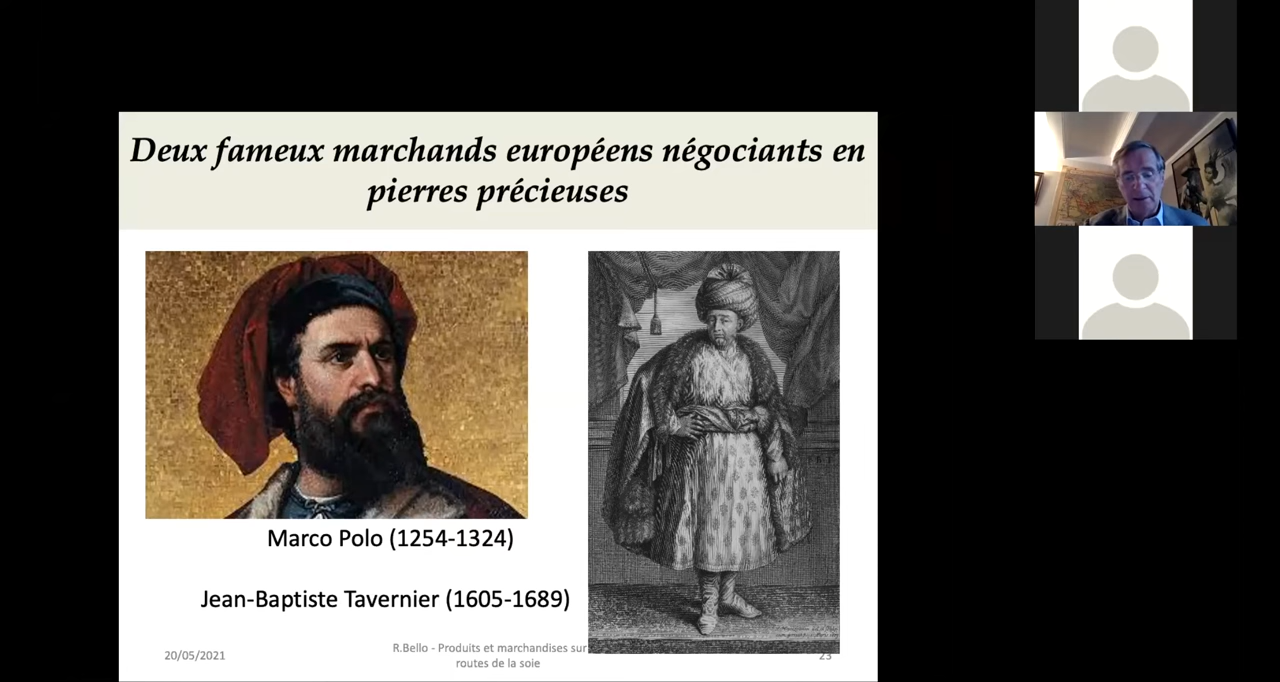 Deux fameux marchands européens négociants en
pierres précieuses
Marco Polo (1254-1324)
Jean-Baptiste Tavernier (1605-1689)
20/05/2021
R.Bello - Produits et marchandises sur
routes de la soie
23